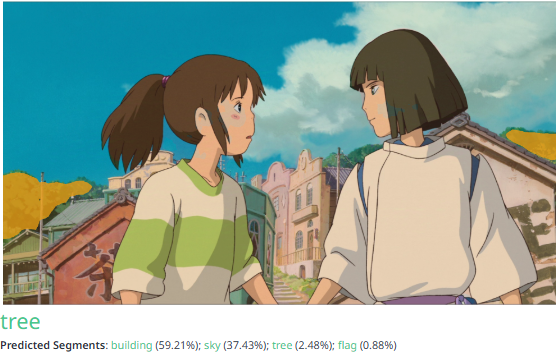 tree
Predicted Segments: building (59.21%); sky (37.43%); tree (2.48%); flag (0.88%)